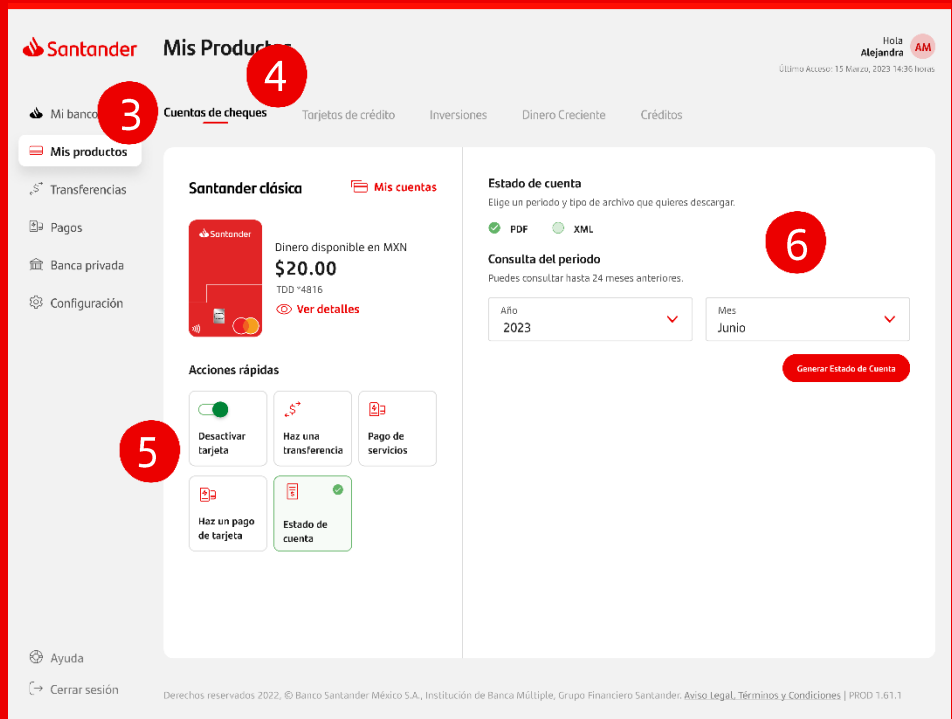 Santander
Mis Productos
Hola
Alejandra
AM
Último Acceso: 15 Marzo, 2023 14:36 horas
4
3
Mi banco
Mis productos
Transferencias
Pagos
Banca privada
Configuración
Cuentas de cheques
Tarjetas de crédito
Inversiones
Dinero Creciente
Créditos
Santander clásica
Mis cuentas
Santander
Dinero disponible en MXN
$20.00
TDD *4816
Ver detalles
Acciones rápidas
5
Desactivar
tarjeta
Haz una
transferencia
Pago de
servicios
Haz un pago
de tarjeta
Estado de
cuenta
Estado de cuenta
Elige un periodo y tipo de archivo que quieres descargar.
PDF
XML
6
Consulta del periodo
Puedes consultar hasta 24 meses anteriores.
Año
2023
Mes
Junio
Generar Estado de Cuenta
Ayuda
Cerrar sesión
Derechos reservados 2022, © Banco Santander México S.A., Institución de Banca Múltiple, Grupo Financiero Santander. Aviso Legal, Términos y Condiciones | PROD 1.61.1